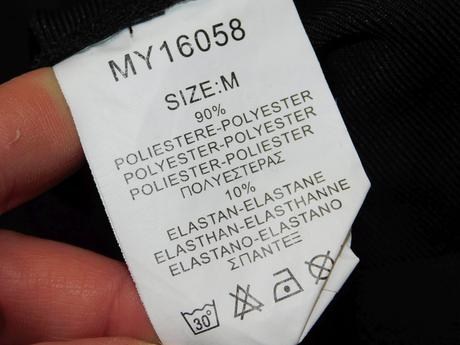 MY16058
SIZE:M
90%
POLIESTERE-POLYESTER
POLYESTER-POLYESTER
POLIESTER-POLIESTER
ΠΟΛΥΕΣΤΕΡΑΣ
10%
ELASTAN-ELASTANE
ELASTHAN-ELASTHANNE
ELASTANO-ELASTANO
ΣΠΑΝΤΕΞ
30°